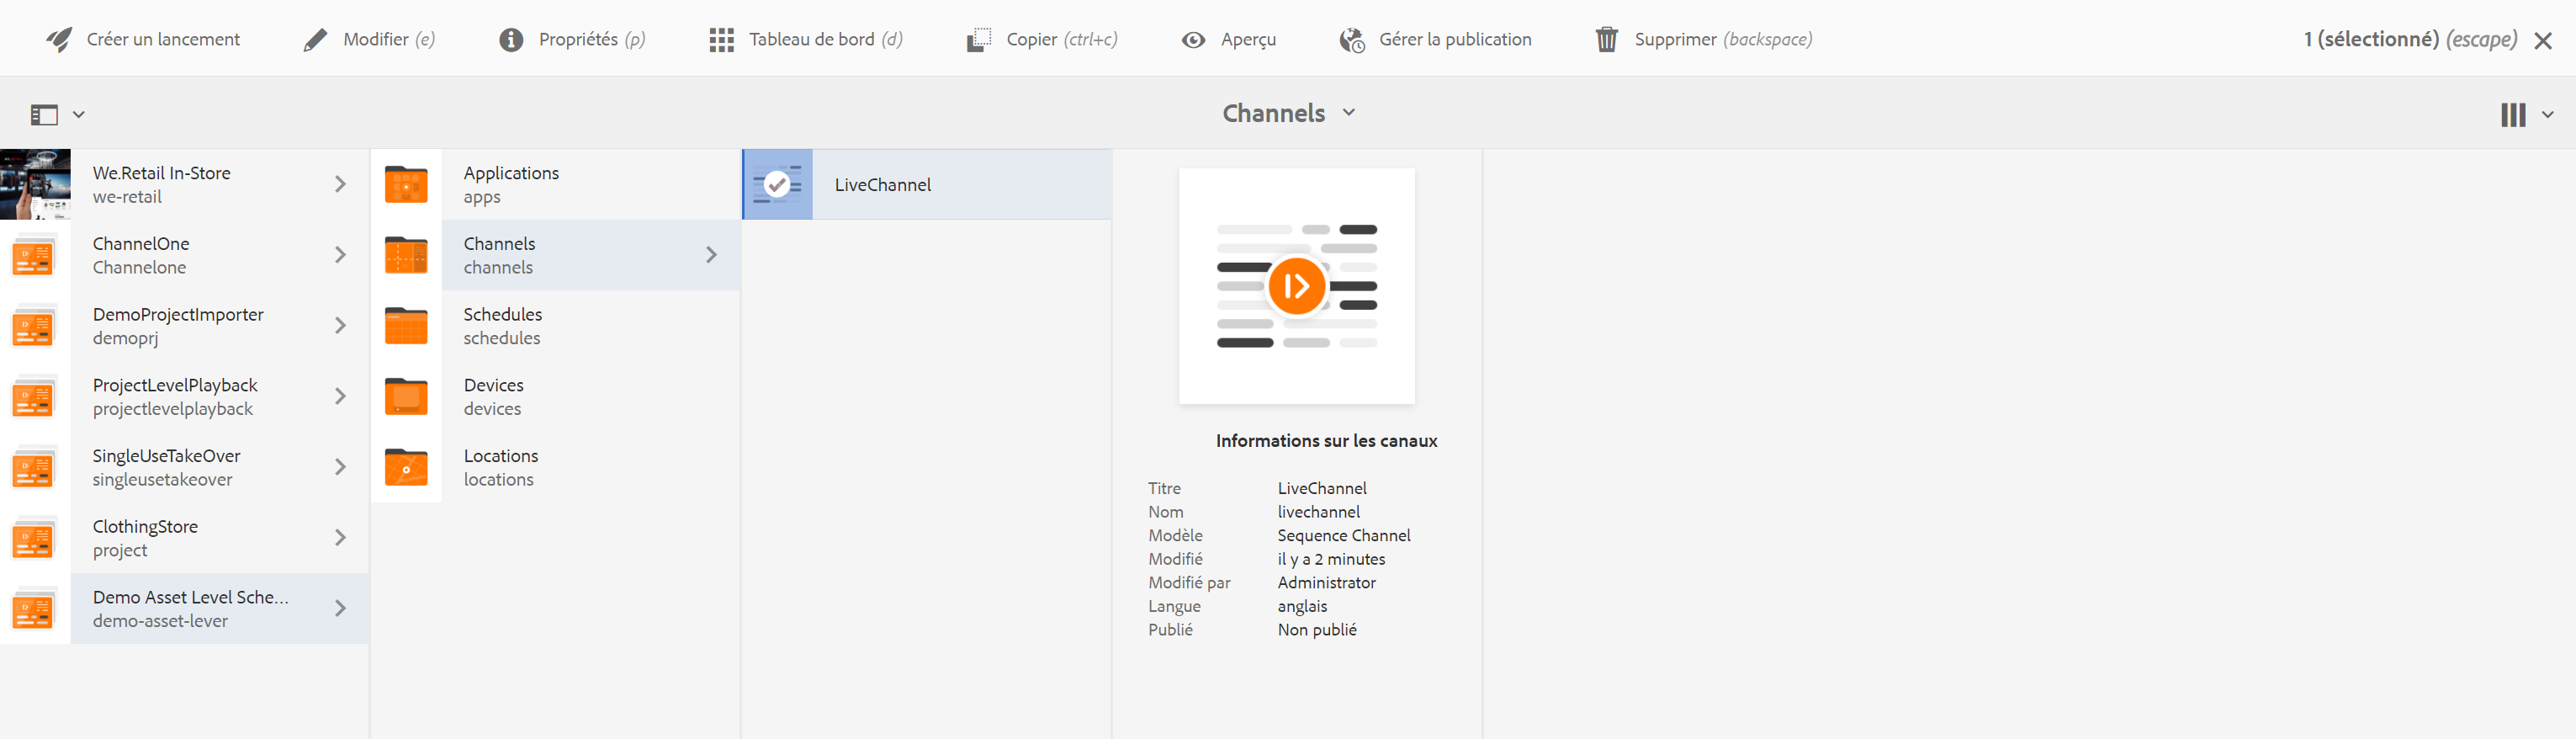 Créer un lancement
Modifier (e)
Propriétés (p)
Tableau de bord (d)
Copier (ctrl+c)
Aperçu
Gérer la publication
Supprimer (backspace)
1 (sélectionné) (escape)
Channels
We.Retail In-Store
we-retail
ChannelOne
Channelone
DemoProjectImporter
demoprj
ProjectLevelPlayback
projectlevelplayback
SingleUseTakeOver
singleusetakeover
ClothingStore
project
Demo Asset Level Sche...
demo-asset-lever
Applications
apps
Channels
channels
Schedules
schedules
Devices
devices
Locations
locations
LiveChannel
Informations sur les canaux
Titre LiveChannel
Nom livechannel
Modèle Sequence Channel
Modifié il y a 2 minutes
Modifié par Administrator
Langue anglais
Publié Non publié